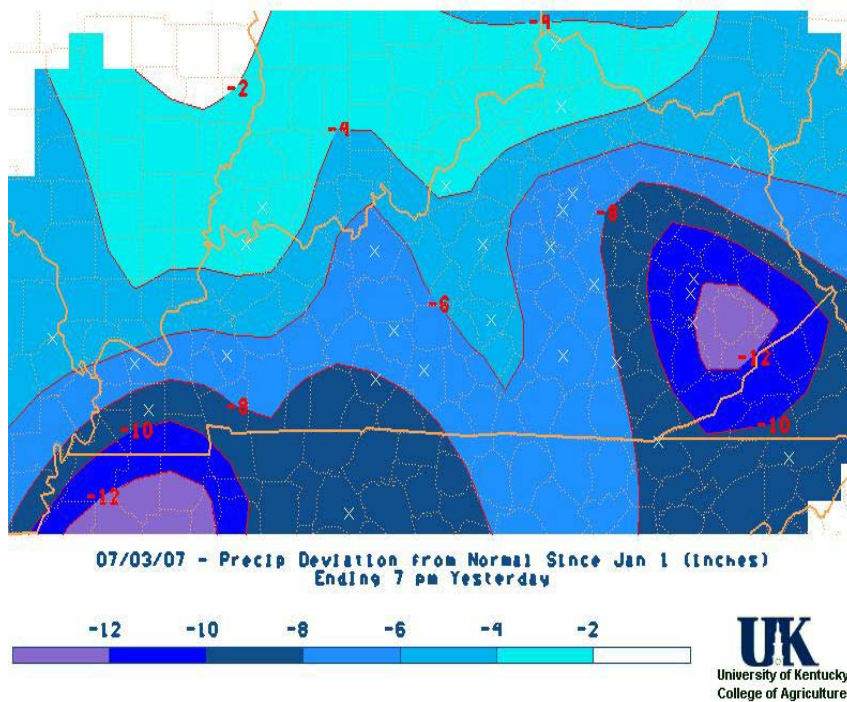 -4
-2
-4
-8
-6
-12
-8
-10
-10
-12
07/03/07 - Precip Deviation from Normal Since Jan 1 (inches)
Ending 7 pm Yesterday
-12 -10 -8 -6 -4 -2
UK
University of Kentucky
College of Agriculture